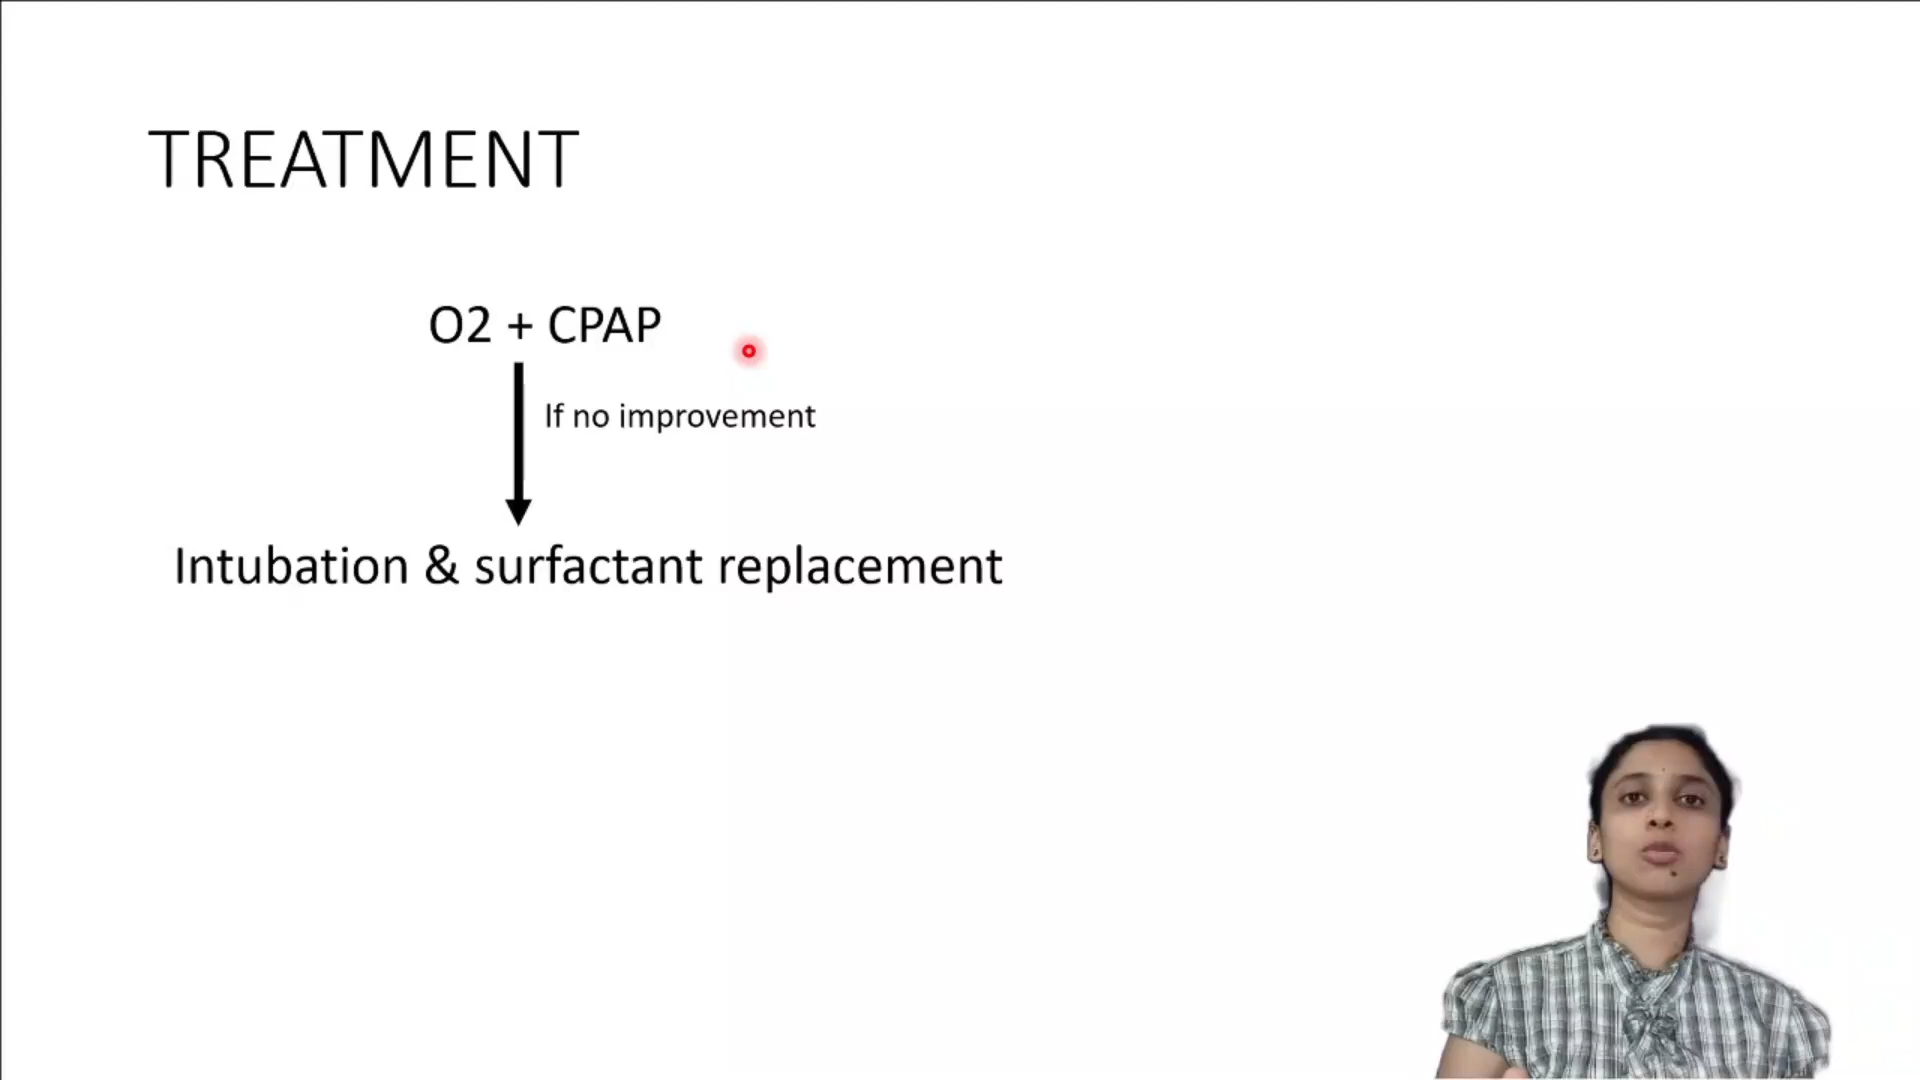 TREATMENT
O2 + CPAP
If no improvement
Intubation & surfactant replacement